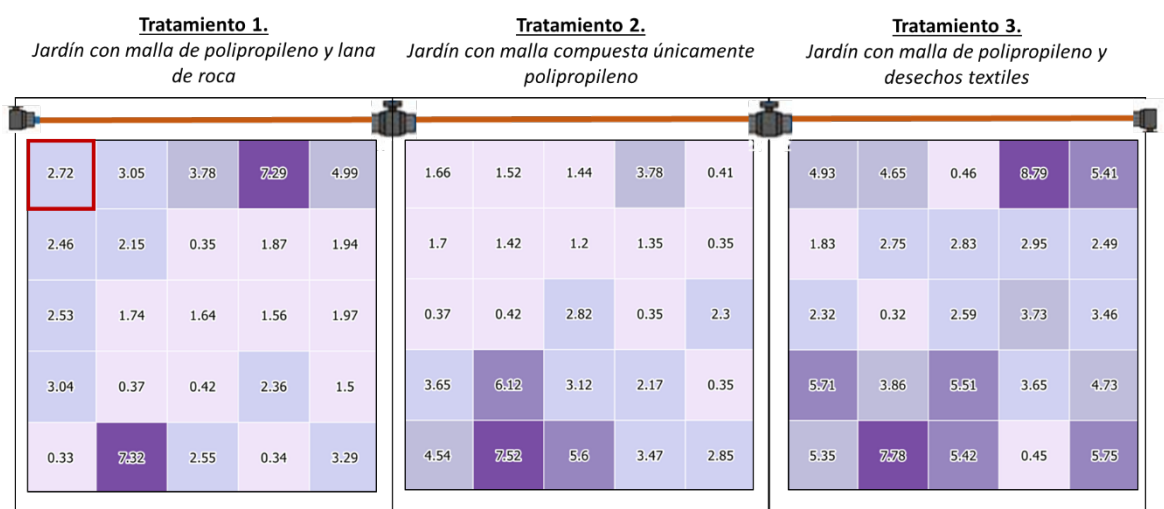 Tratamiento 1.
Jardín con malla de polipropileno y lana
de roca
Tratamiento 2.
Jardín con malla compuesta únicamente
polipropileno
Tratamiento 3.
Jardín con malla de polipropileno y
desechos textiles
2.72 3.05 3.78 7.29 4.99
2.46 2.15 0.35 1.87 1.94
2.53 1.74 1.64 1.56 1.97
3.04 0.37 0.42 2.36 1.5
0.33 7.32 2.55 0.34 3.29
1.66 1.52 1.44 3.78 0.41
1.7 1.42 1.2 1.35 0.35
0.37 0.42 2.82 0.35 2.3
3.65 6.12 3.12 2.17 0.35
4.54 7.52 5.6 3.47 2.85
4.93 4.65 0.46 8.79 5.41
1.83 2.75 2.83 2.95 2.49
2.32 0.32 2.59 3.73 3.46
5.71 3.86 5.51 3.65 4.73
5.35 7.78 5.42 0.45 5.75